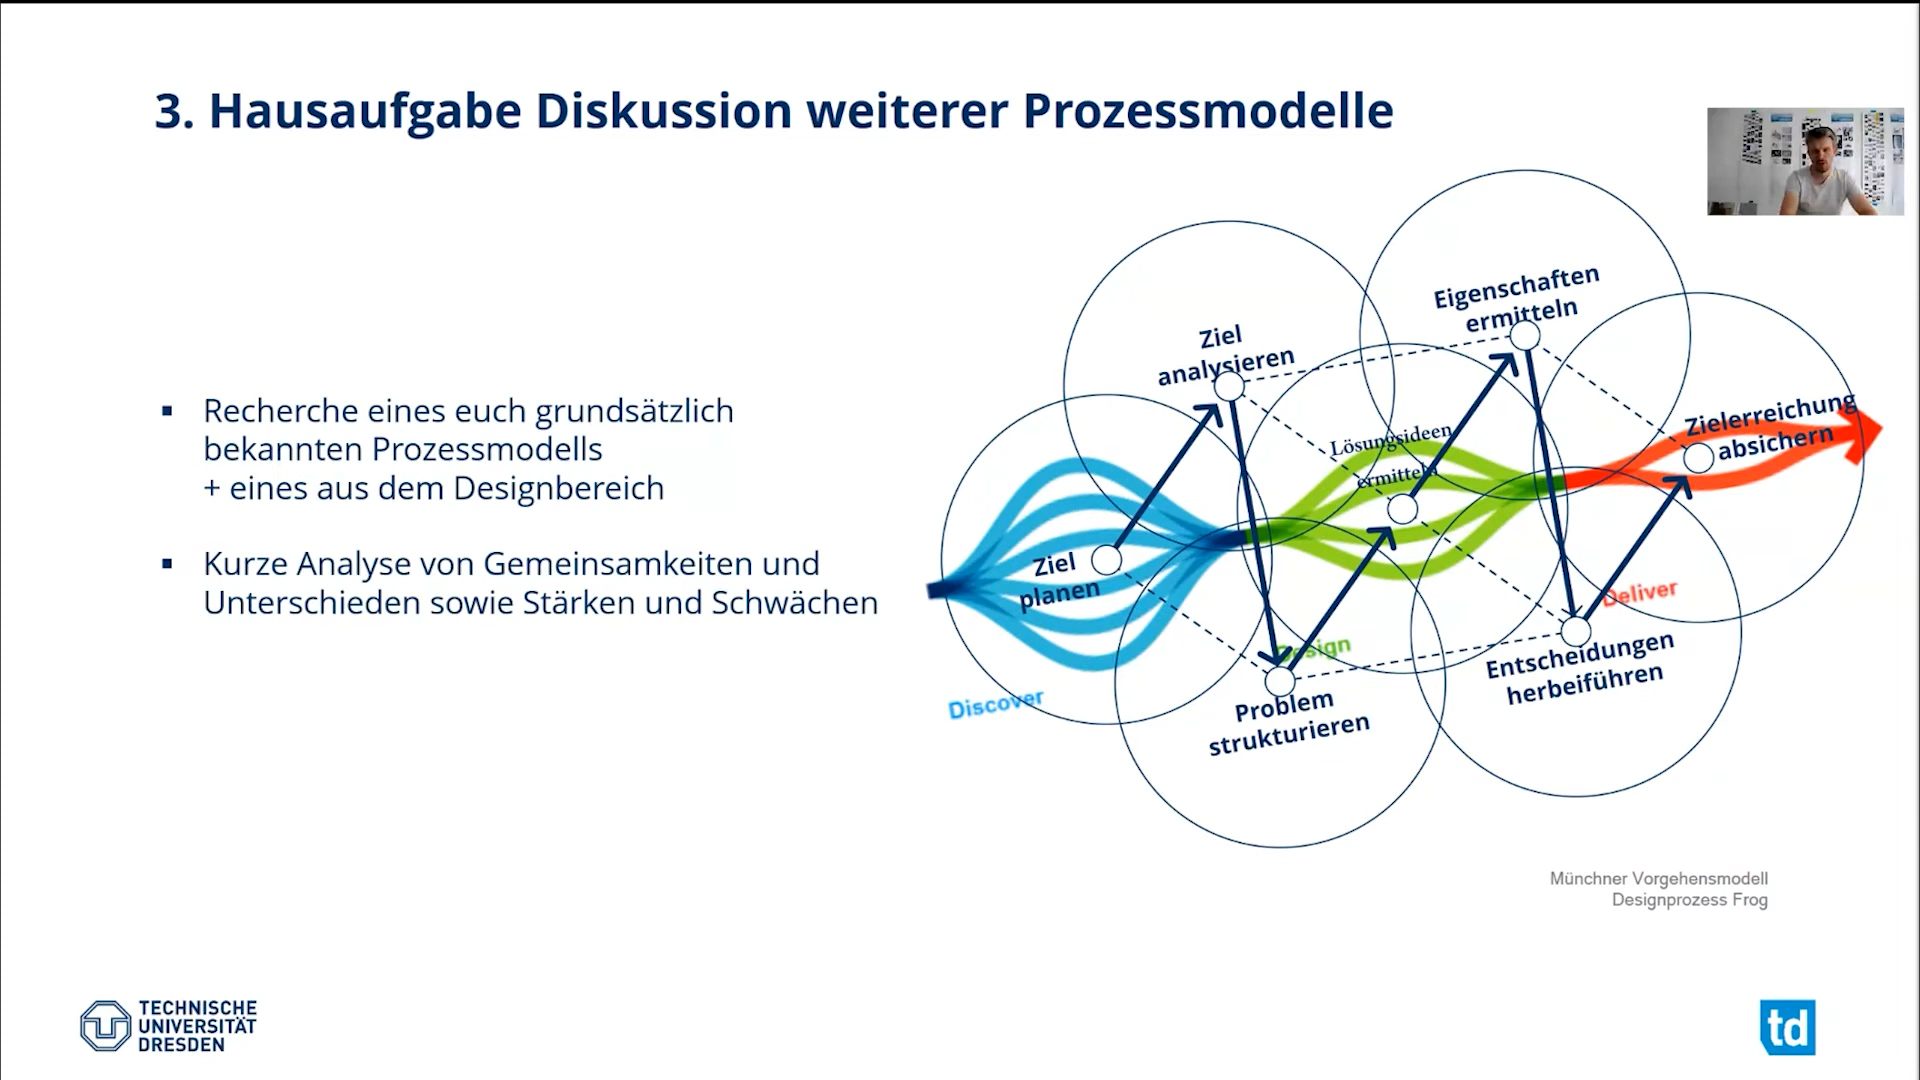 3. Hausaufgabe Diskussion weiterer Prozessmodelle
▪ Recherche eines euch grundsätzlich
bekannten Prozessmodells
+ eines aus dem Designbereich
▪ Kurze Analyse von Gemeinsamkeiten und
Unterschieden sowie Stärken und Schwächen
Ziel
planen
Ziel
analysieren
Problem
strukturieren
Lösungsideen
ermitteln
Eigenschaften
ermitteln
Entscheidungen
herbeiführen
Zielerreichung
absichern
Discover
Design
Deliver
Münchner Vorgehensmodell
Designprozess Frog
TECHNISCHE
UNIVERSITÄT
DRESDEN
td